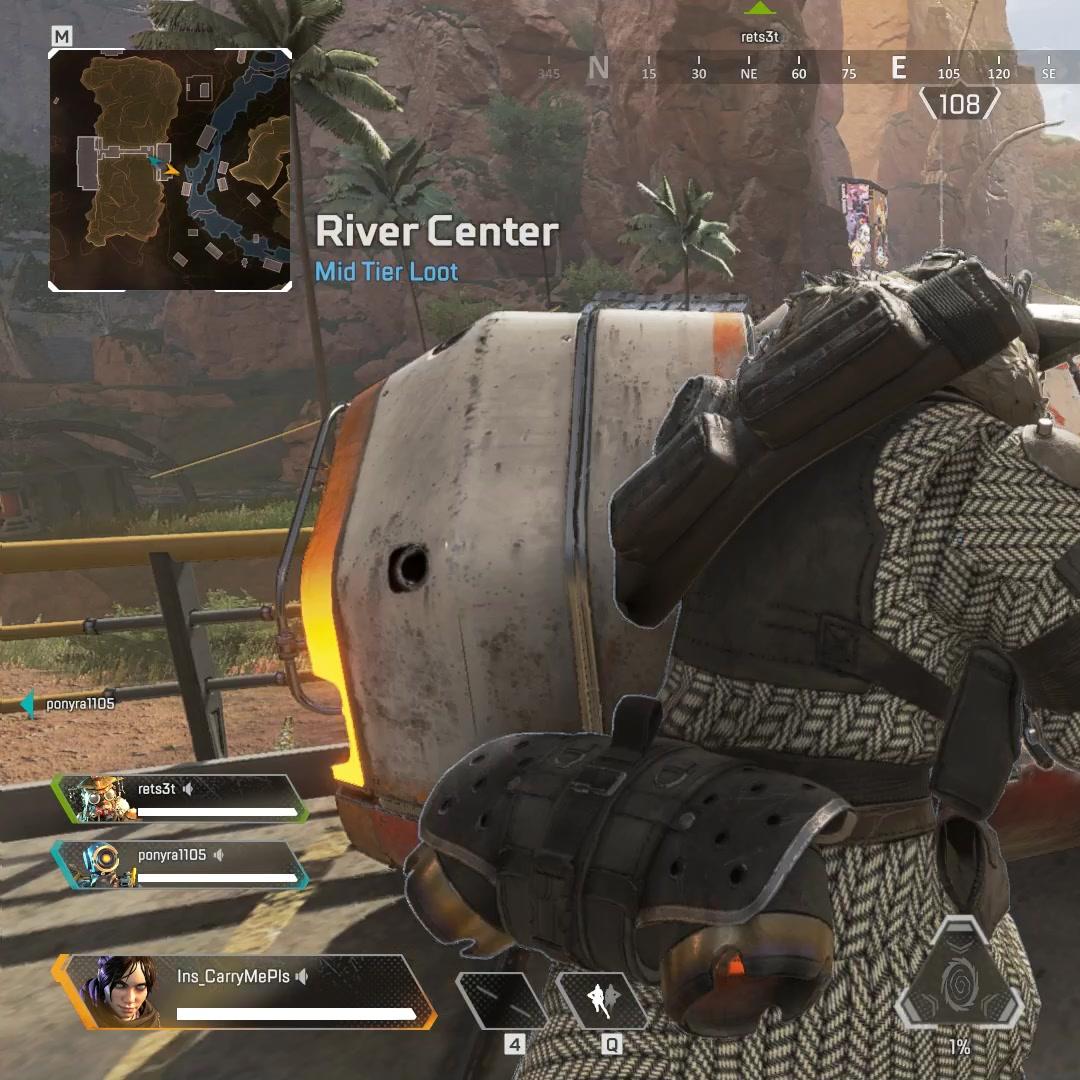 M
rets3t
345 N 15 30 NE 60 75 E 105 120 SE
108
River Center
Mid Tier Loot
ponyra1105
rets3t
ponyra1105
Ins_CarryMePls
4 Q
1%